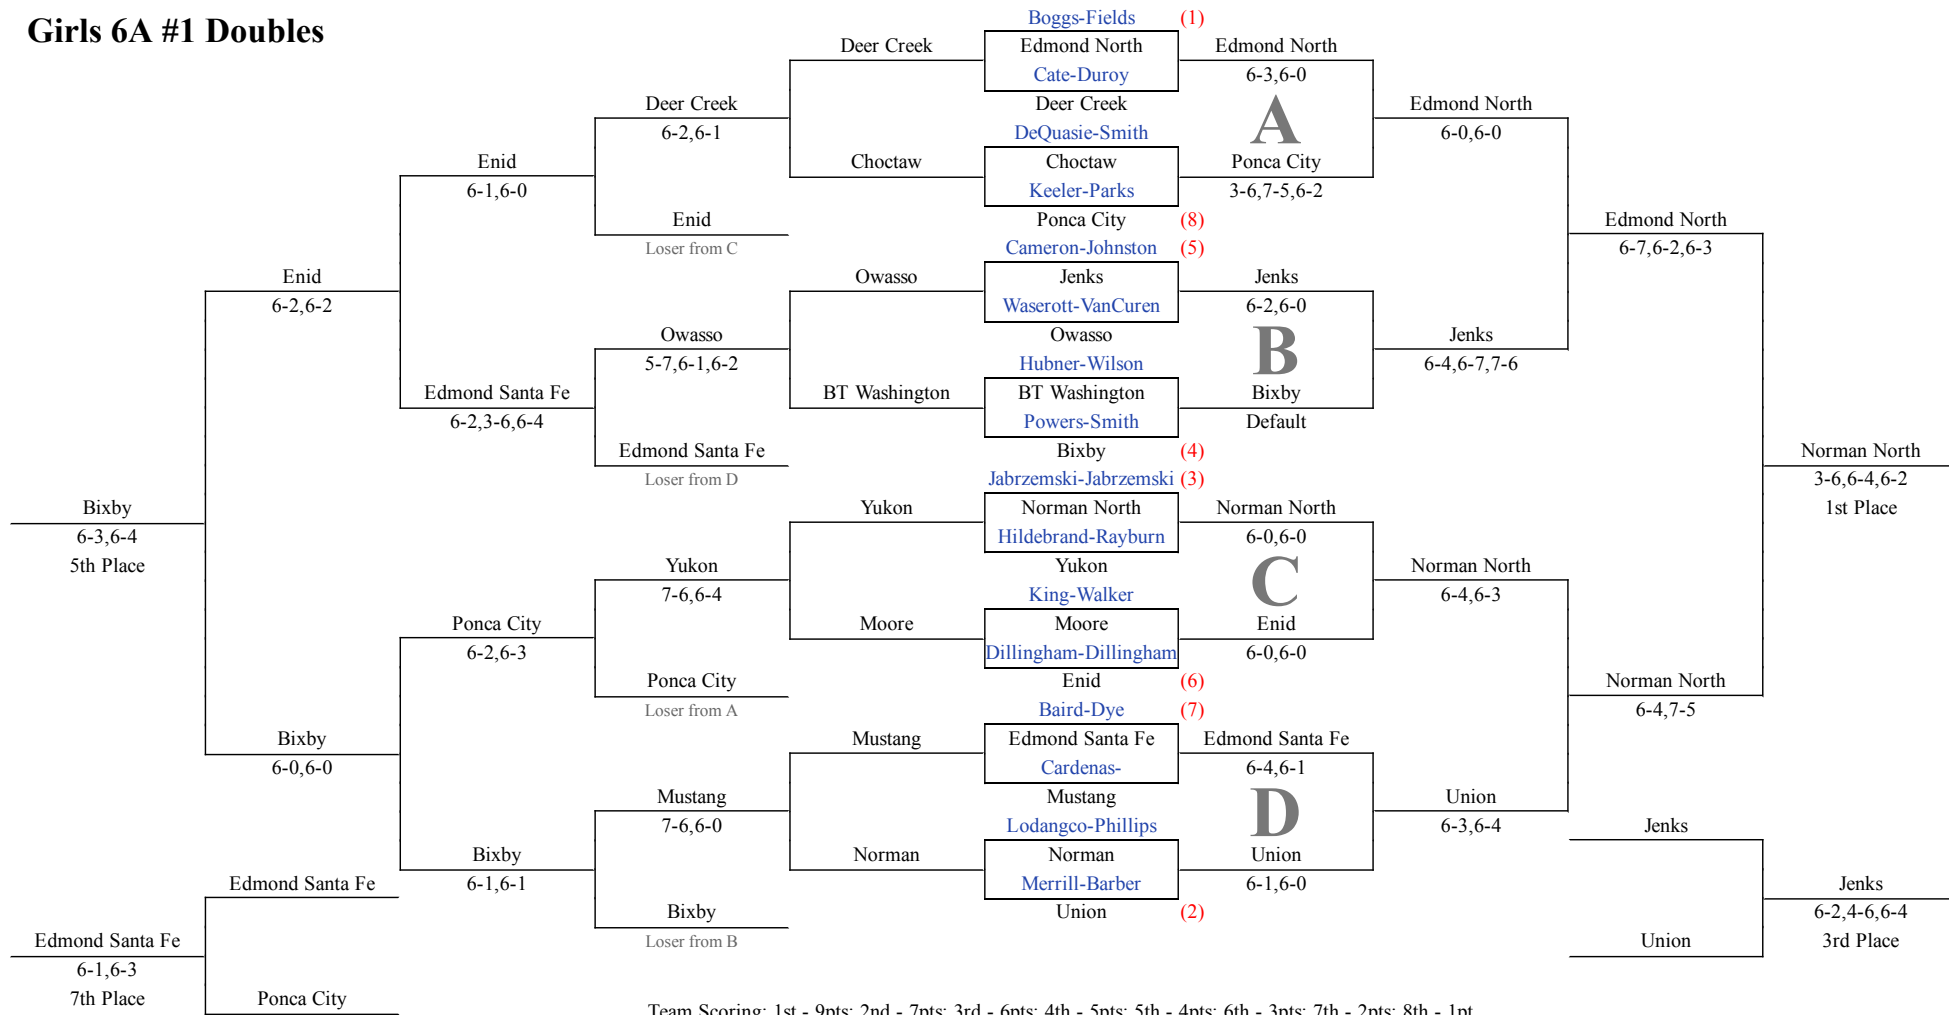 Girls 6A #1 Doubles
Boggs-Fields (1)
Deer Creek Edmond North Edmond North
Cate-Duroy 6-3,6-0
Deer Creek Deer Creek A Edmond North
6-2,6-1 DeQuasie-Smith 6-0,6-0
Enid Choctaw Choctaw Ponca City
6-1,6-0 Keeler-Parks 3-6,7-5,6-2
Enid Ponca City (8) Edmond North
Loser from C Cameron-Johnston (5) 6-7,6-2,6-3
Enid Owasso Jenks Jenks
6-2,6-2 Waserott-VanCuren 6-2,6-0
Owasso Owasso B Jenks
5-7,6-1,6-2 Hubner-Wilson 6-4,6-7,7-6
Edmond Santa Fe BT Washington BT Washington Bixby
6-2,3-6,6-4 Powers-Smith Default
Edmond Santa Fe Bixby (4) Norman North
Loser from D Jabrzemski-Jabrzemski (3) 3-6,6-4,6-2
Bixby Yukon Norman North Norman North 1st Place
6-3,6-4 Hildebrand-Rayburn 6-0,6-0
5th Place Yukon Yukon C Norman North
7-6,6-4 King-Walker 6-4,6-3
Ponca City Moore Moore Enid
6-2,6-3 Dillingham-Dillingham 6-0,6-0
Ponca City Enid (6) Norman North
Loser from A Baird-Dye (7) 6-4,7-5
Bixby Mustang Edmond Santa Fe Edmond Santa Fe
6-0,6-0 Cardenas- 6-4,6-1
Mustang Mustang D Union
7-6,6-0 Lodangco-Phillips 6-3,6-4 Jenks
Bixby Norman Norman Union
Edmond Santa Fe 6-1,6-1 Merrill-Barber 6-1,6-0 Jenks
Bixby Union (2) 6-2,4-6,6-4
Edmond Santa Fe Loser from B Union 3rd Place
6-1,6-3
7th Place Ponca City
Team Scoring: 1st - 9pts; 2nd - 7pts; 3rd - 6pts; 4th - 5pts; 5th - 4pts; 6th - 3pts; 7th - 2pts; 8th - 1pt